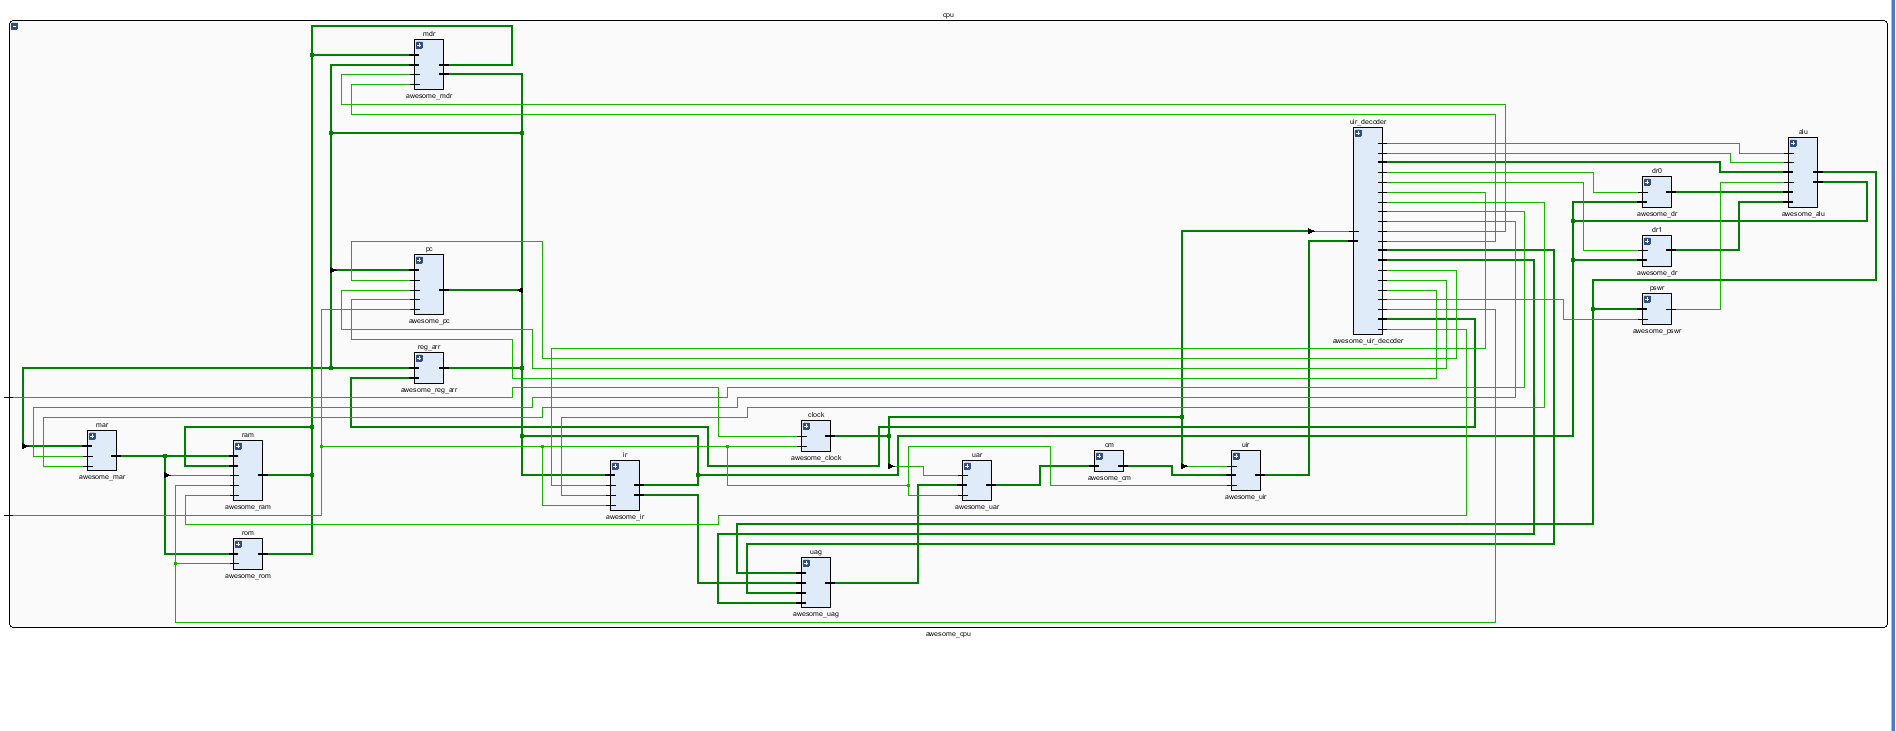 cpu
mdr
awesome_mdr
uir_decoder
awesome_uir_decoder
alu
awesome_alu
dr0
awesome_dr
dr1
awesome_dr
pswr
awesome_pswr
pc
awesome_pc
reg_arr
awesome_reg_arr
mar
awesome_mar
ram
awesome_ram
rom
awesome_rom
ir
awesome_ir
clock
awesome_clock
uar
awesome_uar
cm
awesome_cm
uir
awesome_uir
uag
awesome_uag
awesome_cpu